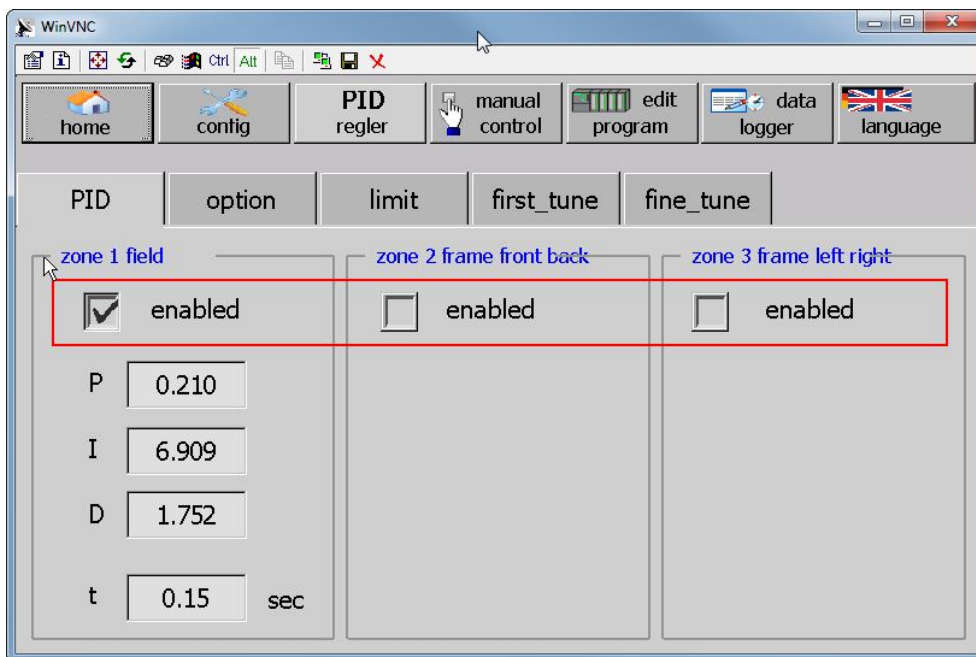 WinVNC
Ctrl Alt
home
contig
PID
regler
manual
control
edit
program
data
logger
language
PID
option
limit
first_tune
fine_tune
zone 1 field
zone 2 frame front back
zone 3 frame left right
enabled
enabled
enabled
P
0.210
I
6.909
D
1.752
t
0.15
sec